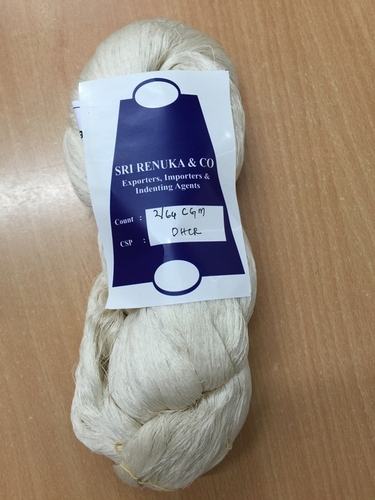 SRI RENUKA & CO
Exporters, Importers &
Indenting Agents
Count : 2/64 CGM
CSP : DHCR